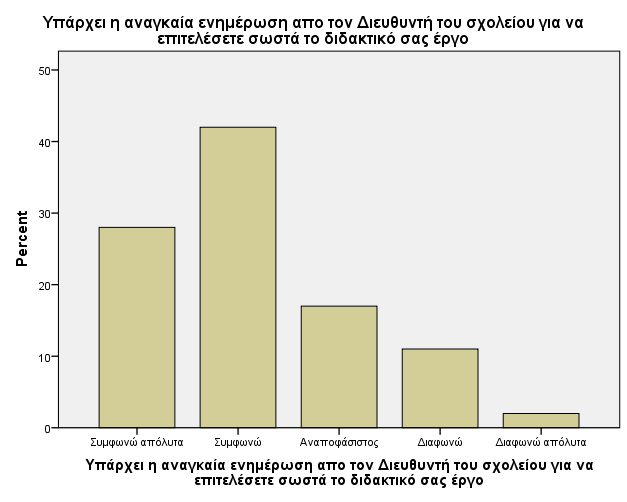 Υπάρχει η αναγκαία ενημέρωση απο τον Διευθυντή του σχολείου για να
επιτελέσετε σωστά το διδακτικό σας έργο
50
40
30
20
10
0
Percent
Συμφωνώ απόλυτα
Συμφωνώ
Αναποφάσιστος
Διαφωνώ
Διαφωνώ απόλυτα
Υπάρχει η αναγκαία ενημέρωση απο τον Διευθυντή του σχολείου για να
επιτελέσετε σωστά το διδακτικό σας έργο